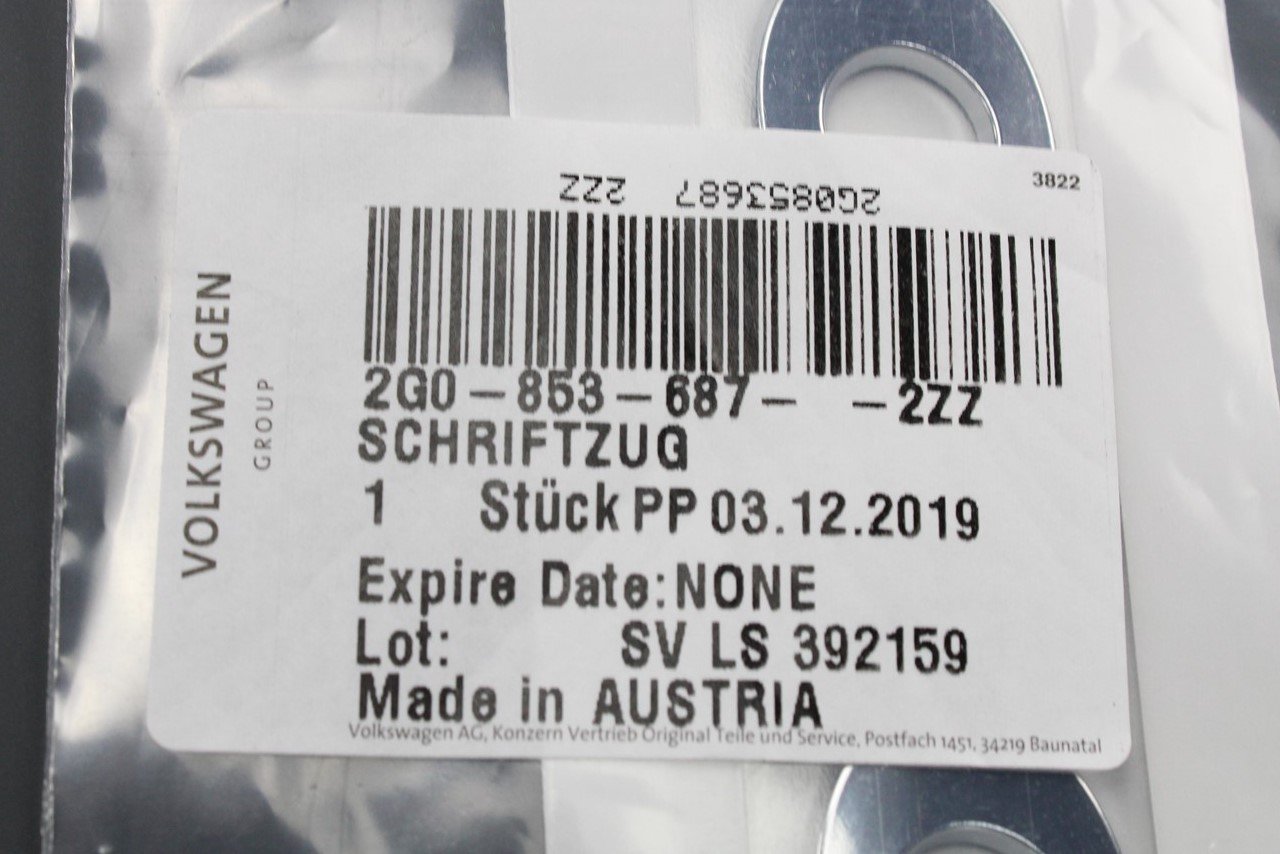 3822
2G0853687 2ZZ
2G0-853-687- -2ZZ
SCHRIFTZUG
1 Stück PP 03.12.2019
Expire Date:NONE
Lot: SV LS 392159
Made in AUSTRIA
Volkswagen AG, Konzern Vertrieb Original Teile und Service, Postfach 1451, 34219 Baunatal
VOLKSWAGEN
GROUP